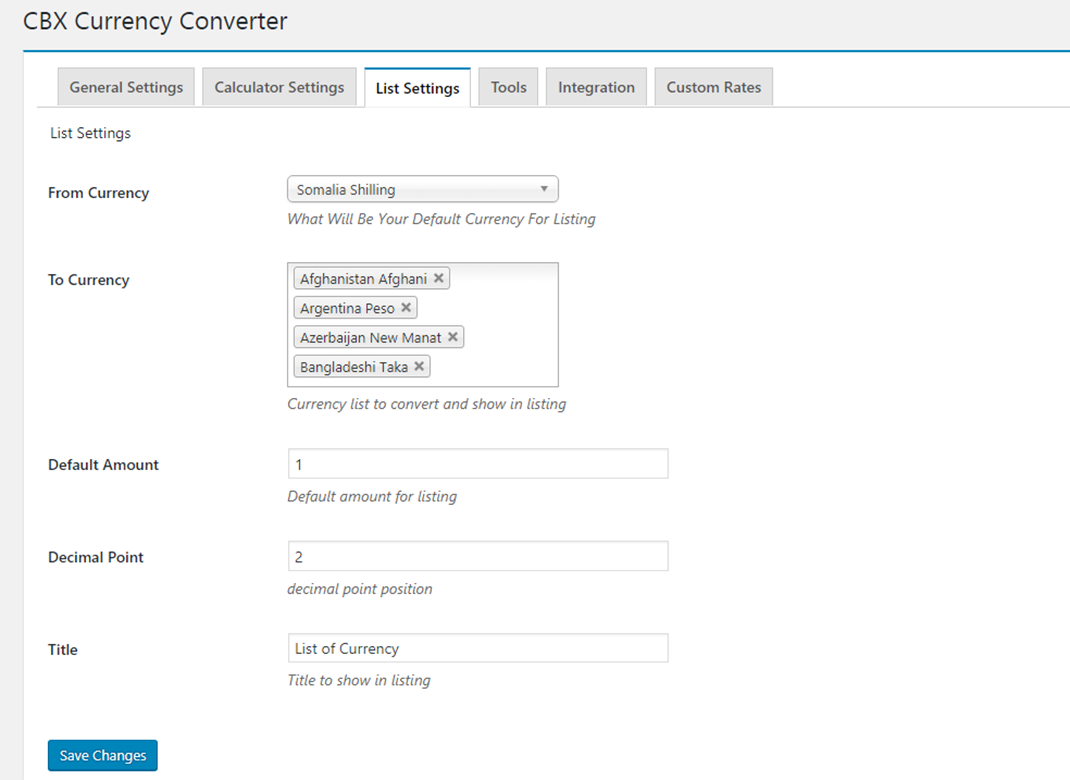 CBX Currency Converter
General Settings Calculator Settings List Settings Tools Integration Custom Rates
List Settings
From Currency Somalia Shilling
What Will Be Your Default Currency For Listing
To Currency Afghanistan Afghani ✕
Argentina Peso ✕
Azerbaijan New Manat ✕
Bangladeshi Taka ✕
Currency list to convert and show in listing
Default Amount 1
Default amount for listing
Decimal Point 2
decimal point position
Title List of Currency
Title to show in listing
Save Changes